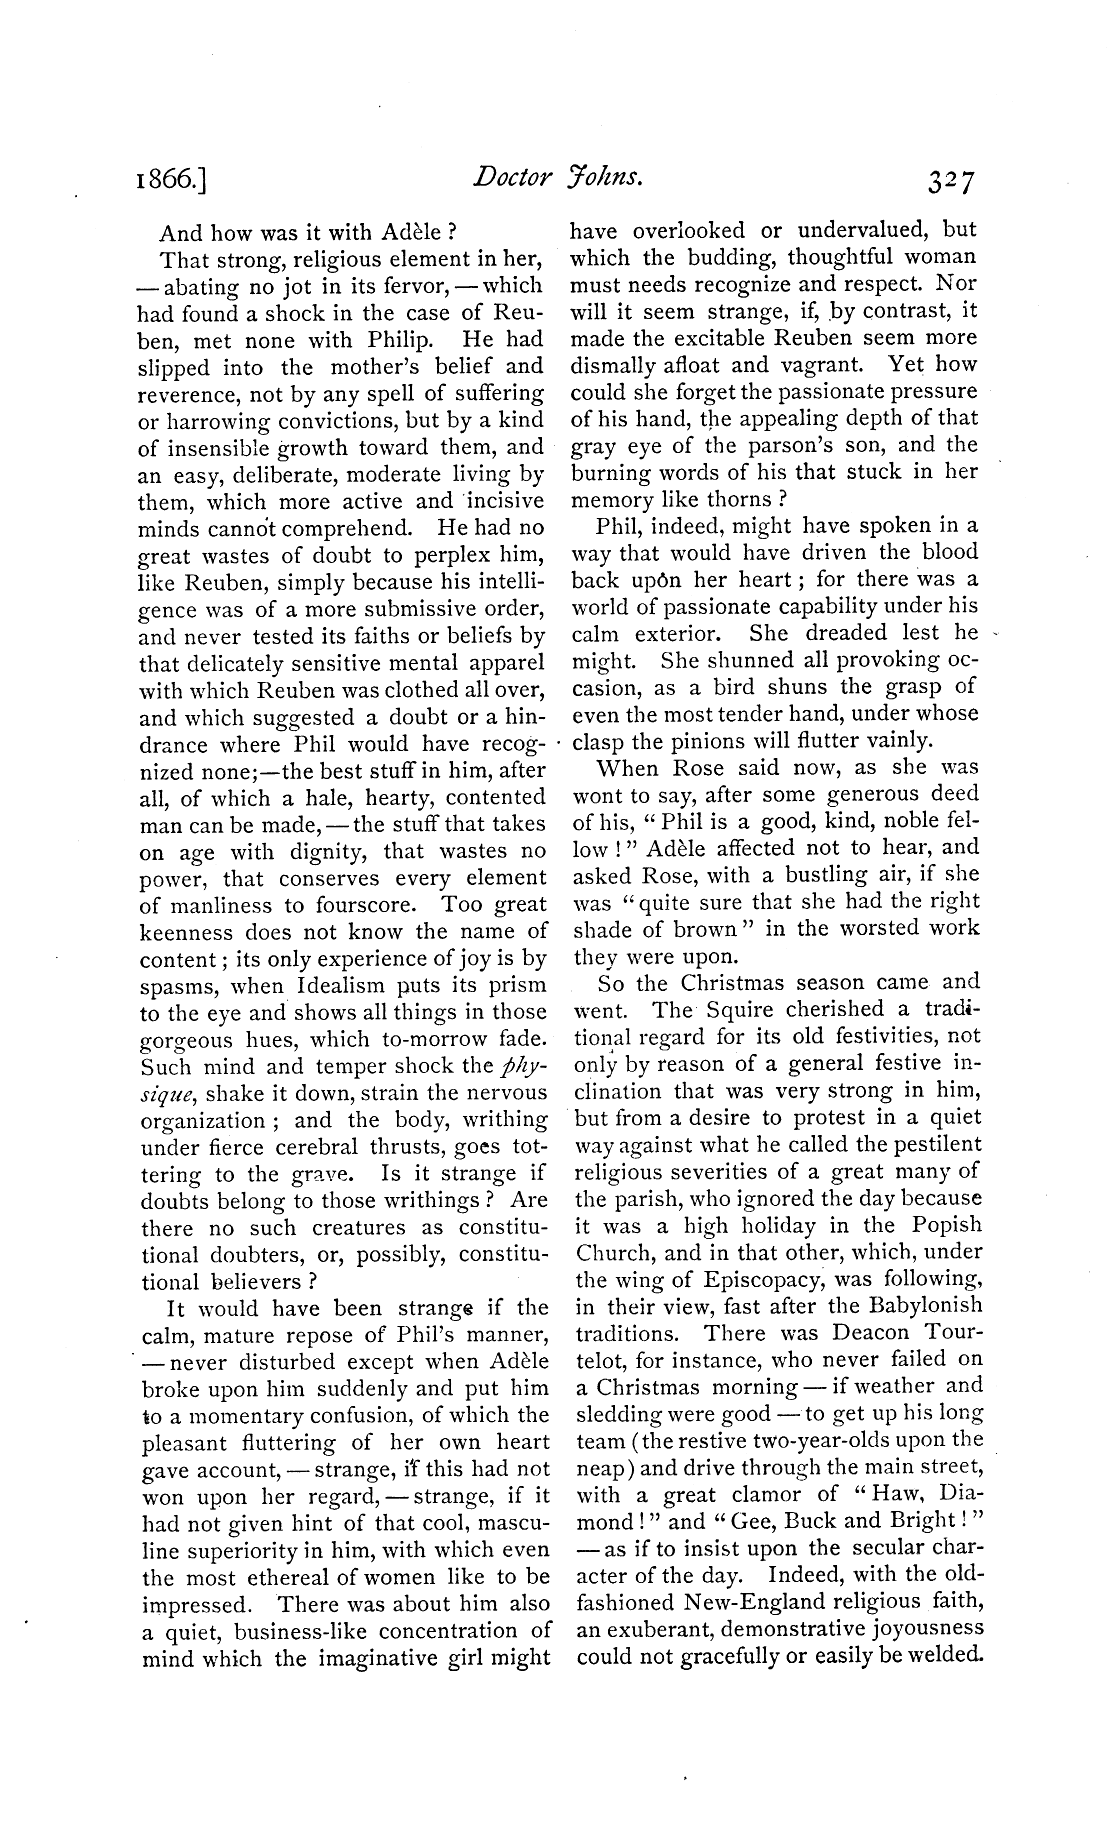 1866.] Doctor Johns. 327
And how was it with Adèle ?
That strong, religious element in her,
— abating no jot in its fervor, — which
had found a shock in the case of Reu-
ben, met none with Philip. He had
slipped into the mother's belief and
reverence, not by any spell of suffering
or harrowing convictions, but by a kind
of insensible growth toward them, and
an easy, deliberate, moderate living by
them, which more active and incisive
minds cannot comprehend. He had no
great wastes of doubt to perplex him,
like Reuben, simply because his intelli-
gence was of a more submissive order,
and never tested its faiths or beliefs by
that delicately sensitive mental apparel
with which Reuben was clothed all over,
and which suggested a doubt or a hin-
drance where Phil would have recog-
nized none;—the best stuff in him, after
all, of which a hale, hearty, contented
man can be made, — the stuff that takes
on age with dignity, that wastes no
power, that conserves every element
of manliness to fourscore. Too great
keenness does not know the name of
content ; its only experience of joy is by
spasms, when Idealism puts its prism
to the eye and shows all things in those
gorgeous hues, which to-morrow fade.
Such mind and temper shock the phy-
sique, shake it down, strain the nervous
organization ; and the body, writhing
under fierce cerebral thrusts, goes tot-
tering to the grave. Is it strange if
doubts belong to those writhings ? Are
there no such creatures as constitu-
tional doubters, or, possibly, constitu-
tional believers ?
It would have been strange if the
calm, mature repose of Phil's manner,
— never disturbed except when Adèle
broke upon him suddenly and put him
to a momentary confusion, of which the
pleasant fluttering of her own heart
gave account, — strange, if this had not
won upon her regard, — strange, if it
had not given hint of that cool, mascu-
line superiority in him, with which even
the most ethereal of women like to be
impressed. There was about him also
a quiet, business-like concentration of
mind which the imaginative girl might
have overlooked or undervalued, but
which the budding, thoughtful woman
must needs recognize and respect. Nor
will it seem strange, if, by contrast, it
made the excitable Reuben seem more
dismally afloat and vagrant. Yet how
could she forget the passionate pressure
of his hand, the appealing depth of that
gray eye of the parson's son, and the
burning words of his that stuck in her
memory like thorns ?
Phil, indeed, might have spoken in a
way that would have driven the blood
back upon her heart ; for there was a
world of passionate capability under his
calm exterior. She dreaded lest he
might. She shunned all provoking oc-
casion, as a bird shuns the grasp of
even the most tender hand, under whose
clasp the pinions will flutter vainly.
When Rose said now, as she was
wont to say, after some generous deed
of his, " Phil is a good, kind, noble fel-
low ! " Adèle affected not to hear, and
asked Rose, with a bustling air, if she
was " quite sure that she had the right
shade of brown " in the worsted work
they were upon.
So the Christmas season came and
went. The Squire cherished a tradi-
tional regard for its old festivities, not
only by reason of a general festive in-
clination that was very strong in him,
but from a desire to protest in a quiet
way against what he called the pestilent
religious severities of a great many of
the parish, who ignored the day because
it was a high holiday in the Popish
Church, and in that other, which, under
the wing of Episcopacy, was following,
in their view, fast after the Babylonish
traditions. There was Deacon Tour-
telot, for instance, who never failed on
a Christmas morning — if weather and
sledding were good — to get up his long
team (the restive two-year-olds upon the
neap) and drive through the main street,
with a great clamor of " Haw, Dia-
mond ! " and " Gee, Buck and Bright ! "
— as if to insist upon the secular char-
acter of the day. Indeed, with the old-
fashioned New-England religious faith,
an exuberant, demonstrative joyousness
could not gracefully or easily be welded.